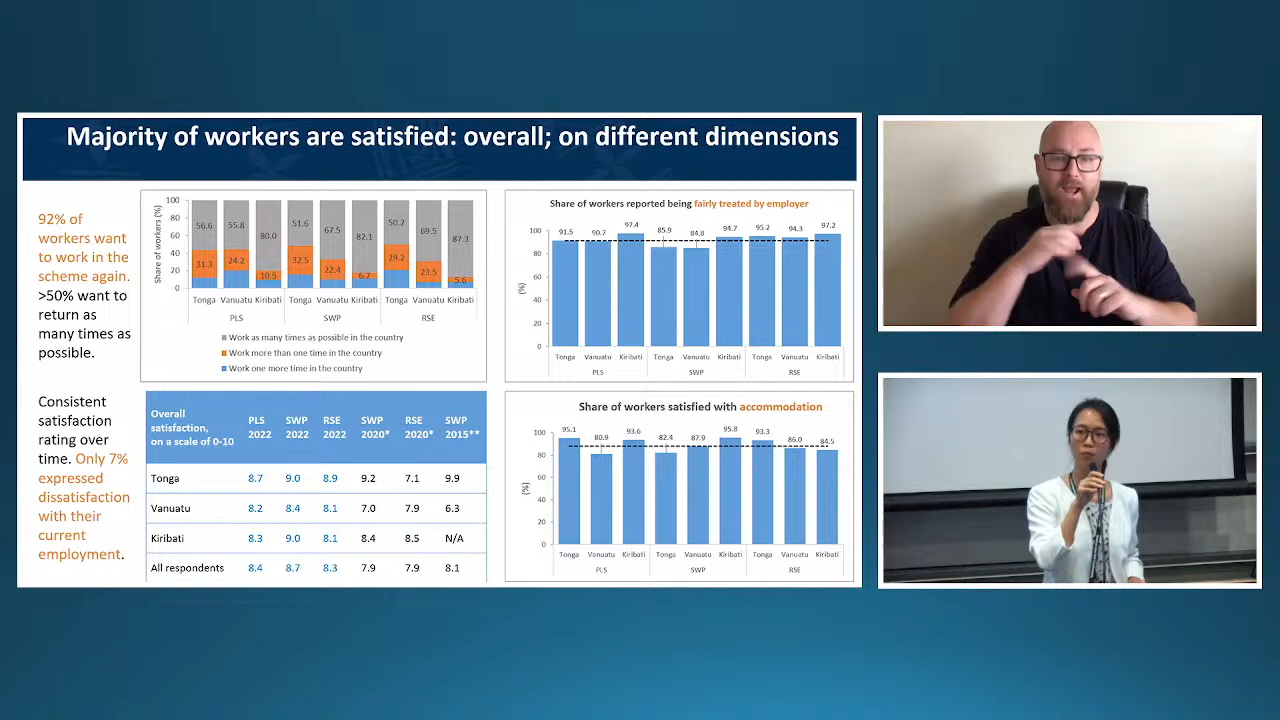 Majority of workers are satisfied: overall; on different dimensions
92% of
workers want
to work in the
scheme again.
>50% want to
return as
many times as
possible.
Share of workers (%)
100
80
60
40
20
0
56.6 55.8 80.0 51.6 67.5 82.1 50.2 69.5 87.3
31.3 24.2 10.5 32.5 22.4 6.7 29.2 23.5 5.6
Tonga Vanuatu Kiribati Tonga Vanuatu Kiribati Tonga Vanuatu Kiribati
PLS SWP RSE
Work as many times as possible in the country
Work more than one time in the country
Work one more time in the country
Share of workers reported being fairly treated by employer
(%)
100
80
60
40
20
0
91.5 90.7 97.4 85.9 84.8 94.7 95.2 94.3 97.2
Tonga Vanuatu Kiribati Tonga Vanuatu Kiribati Tonga Vanuatu Kiribati
PLS SWP RSE
Consistent
satisfaction
rating over
time. Only 7%
expressed
dissatisfaction
with their
current
employment.
Overall
satisfaction,
on a scale of 0-10
PLS 2022
SWP 2022
RSE 2022
SWP 2020*
RSE 2020*
SWP 2015**
Tonga 8.7 9.0 8.9 9.2 7.1 9.9
Vanuatu 8.2 8.4 8.1 7.0 7.9 6.3
Kiribati 8.3 9.0 8.1 8.4 8.5 N/A
All respondents 8.4 8.7 8.3 7.9 7.9 8.1
Share of workers satisfied with accommodation
(%)
100
80
60
40
20
0
95.1 80.9 93.6 82.4 87.9 95.8 93.3 86.0 84.5
Tonga Vanuatu Kiribati Tonga Vanuatu Kiribati Tonga Vanuatu Kiribati
PLS SWP RSE